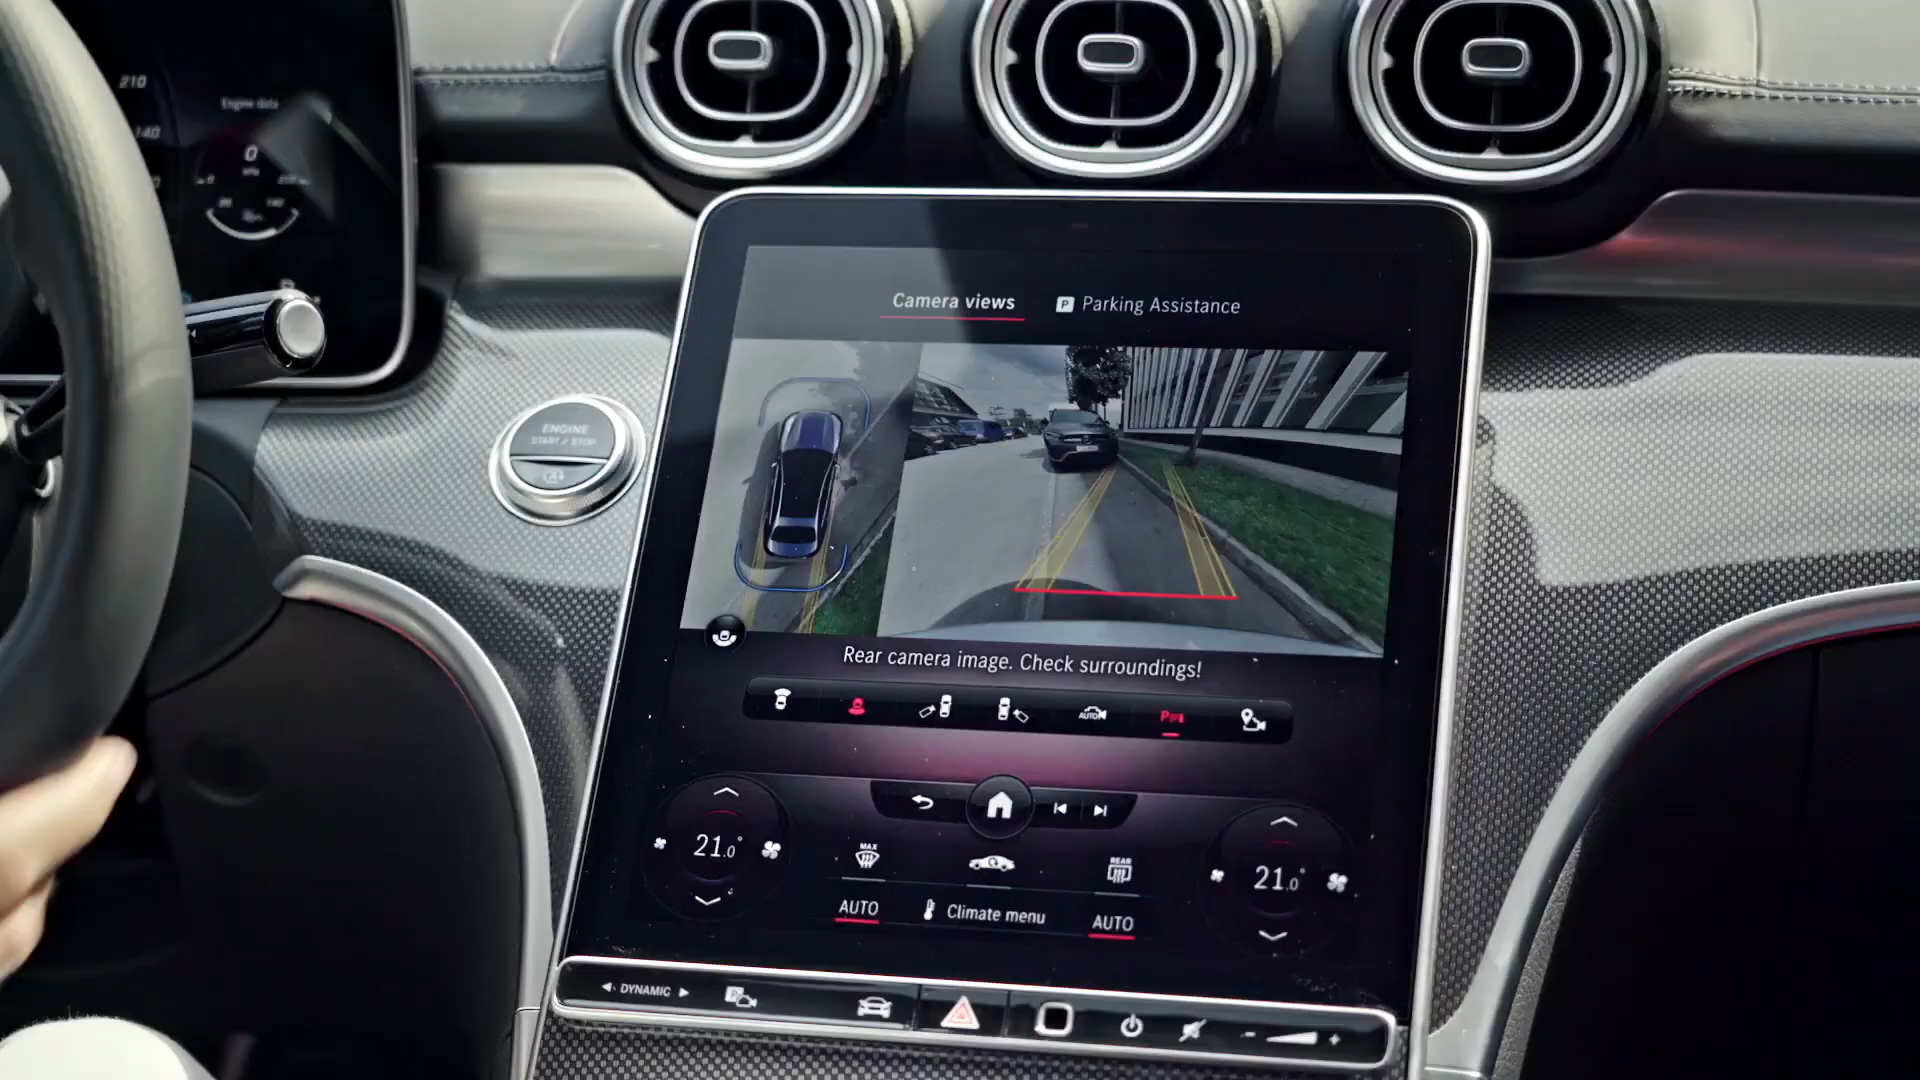 210
140
Engine data
0
ENGINE
START / STOP
Camera views
P Parking Assistance
Rear camera image. Check surroundings!
AUTO
21.0°
MAX
REAR
21.0°
AUTO
Climate menu
AUTO
DYNAMIC